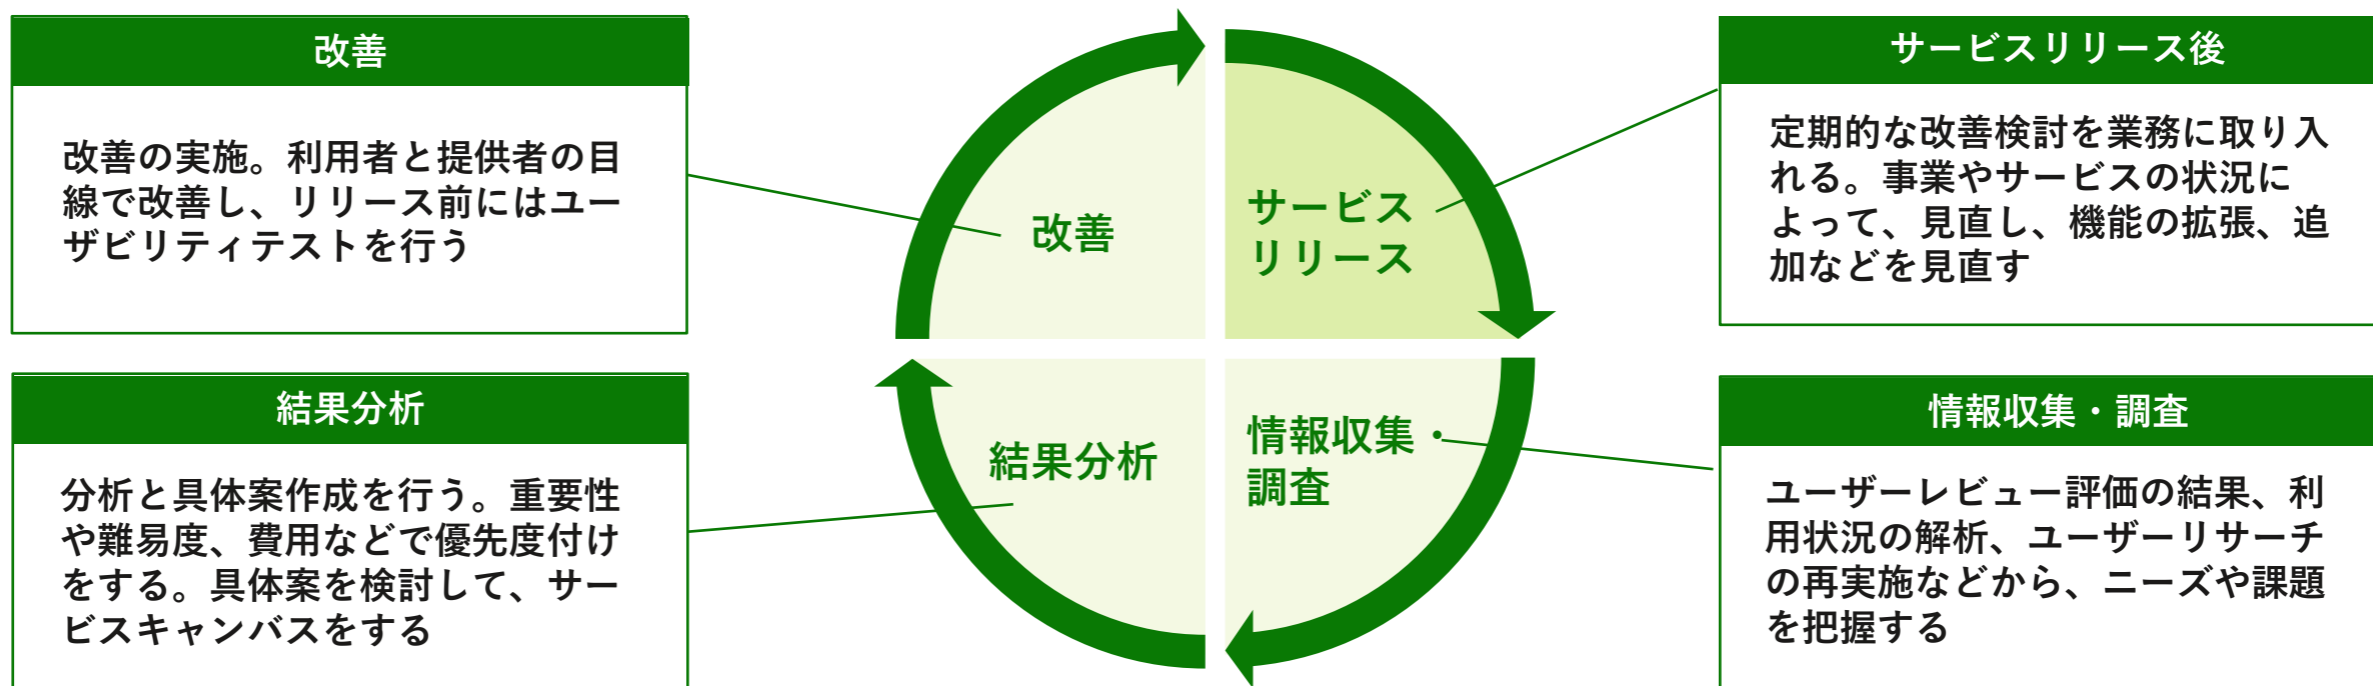 改善
改善の実施。利用者と提供者の目
線で改善し、リリース前にはユー
ザビリティテストを行う
サービスリリース後
定期的な改善検討を業務に取り入
れる。事業やサービスの状況に
よって、見直し、機能の拡張、追
加などを見直す
改善
サービス
リリース
結果分析
情報収集・
調査
結果分析
分析と具体案作成を行う。重要性
や難易度、費用などで優先度付け
をする。具体案を検討して、サー
ビスキャンバスをする
情報収集・調査
ユーザーレビュー評価の結果、利
用状況の解析、ユーザーリサーチ
の再実施などから、ニーズや課題
を把握する